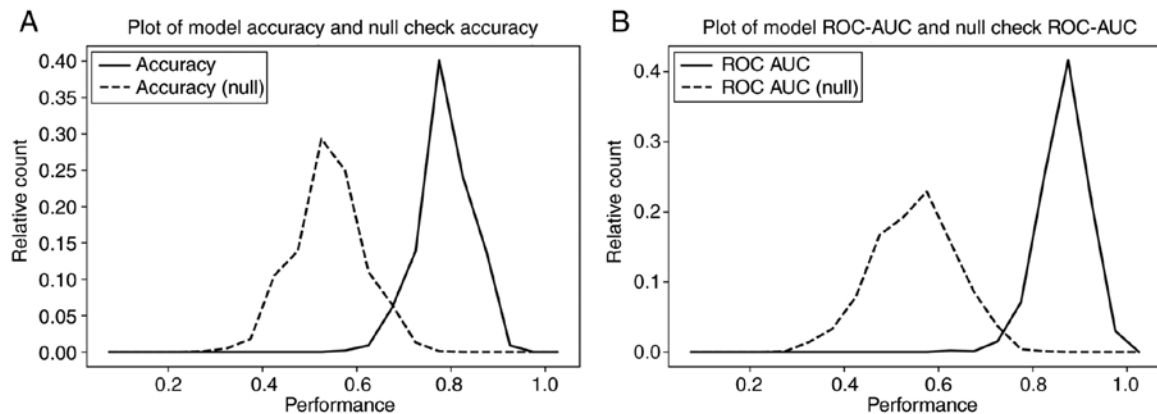 A
Plot of model accuracy and null check accuracy
Accuracy
Accuracy (null)
Relative count
0.40
0.35
0.30
0.25
0.20
0.15
0.10
0.05
0.00
0.2 0.4 0.6 0.8 1.0
Performance
B
Plot of model ROC-AUC and null check ROC-AUC
ROC AUC
ROC AUC (null)
Relative count
0.4
0.3
0.2
0.1
0.0
0.2 0.4 0.6 0.8 1.0
Performance